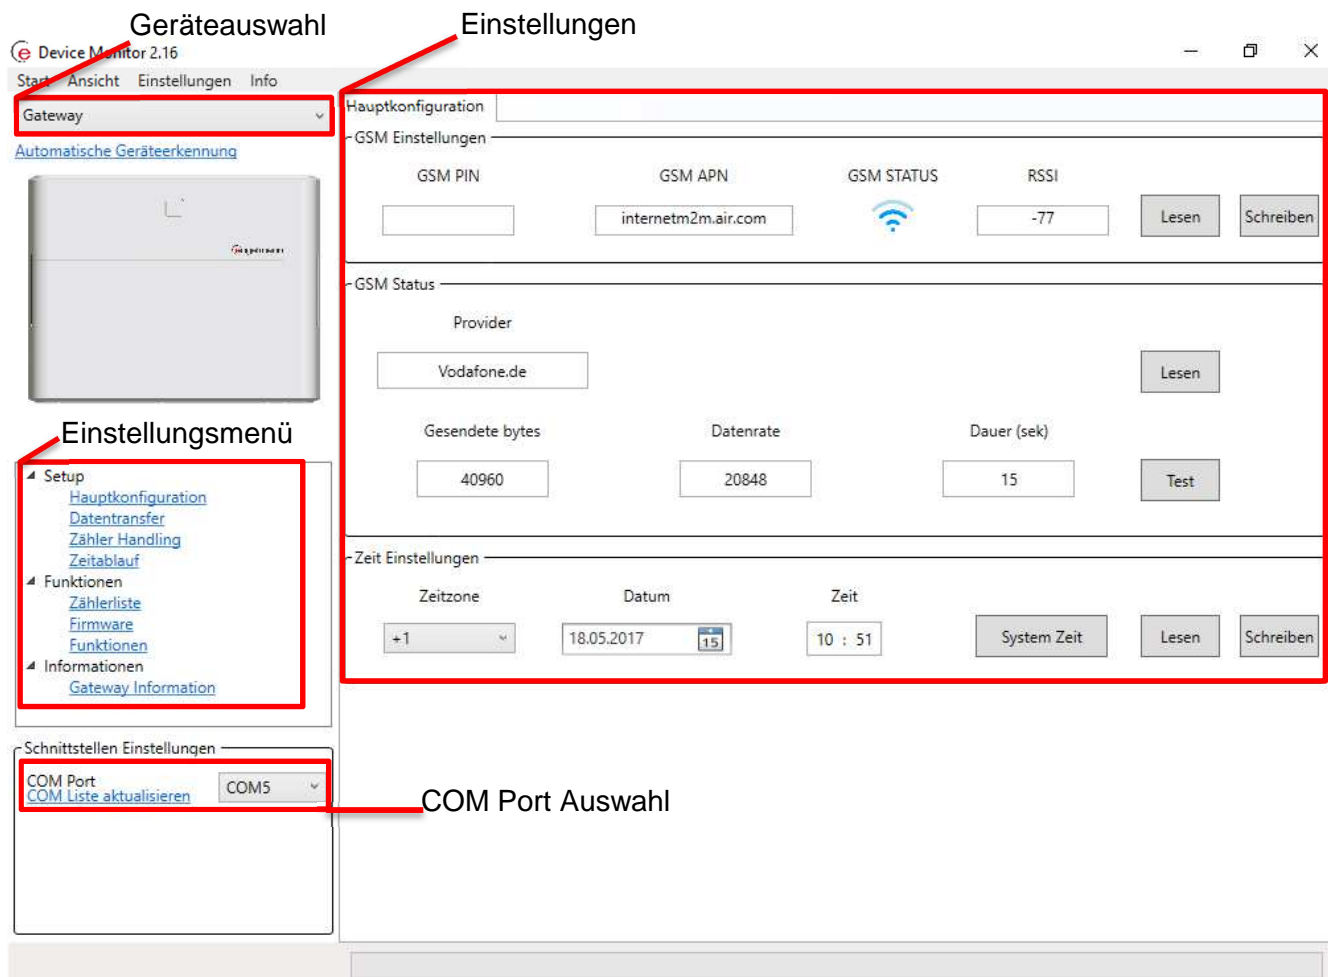 Geräteauswahl
Einstellungen
Device Monitor 2.16
Start Ansicht Einstellungen Info
Gateway
Automatische Geräteerkennung
Einstellungsmenü
Setup
Hauptkonfiguration
Datentransfer
Zähler Handling
Zeitablauf
Funktionen
Zählerliste
Firmware
Funktionen
Informationen
Gateway Information
Schnittstellen Einstellungen
COM Port
COM Liste aktualisieren
COM5
COM Port Auswahl
Hauptkonfiguration
GSM Einstellungen
GSM PIN GSM APN GSM STATUS RSSI
internetm2m.air.com -77 Lesen Schreiben
GSM Status
Provider
Vodafone.de Lesen
Gesendete bytes Datenrate Dauer (sek)
40960 20848 15 Test
Zeit Einstellungen
Zeitzone Datum Zeit
+1 18.05.2017 15 10 : 51 System Zeit Lesen Schreiben